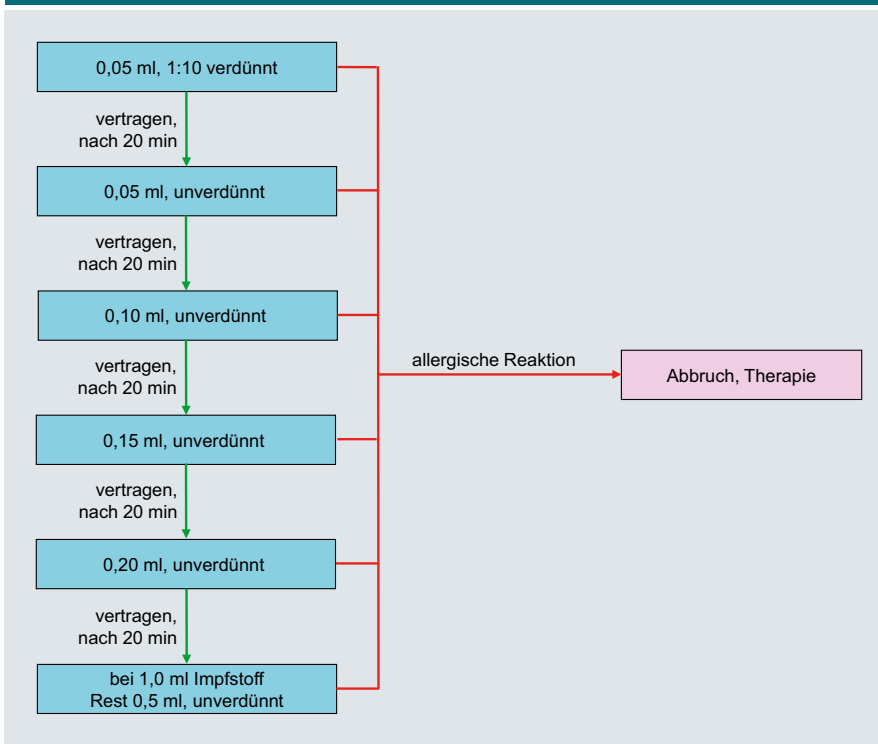 0,05 ml, 1:10 verdünnt
vertragen,
nach 20 min
0,05 ml, unverdünnt
vertragen,
nach 20 min
0,10 ml, unverdünnt
allergische Reaktion
Abbruch, Therapie
vertragen,
nach 20 min
0,15 ml, unverdünnt
vertragen,
nach 20 min
0,20 ml, unverdünnt
vertragen,
nach 20 min
bei 1,0 ml Impfstoff
Rest 0,5 ml, unverdünnt